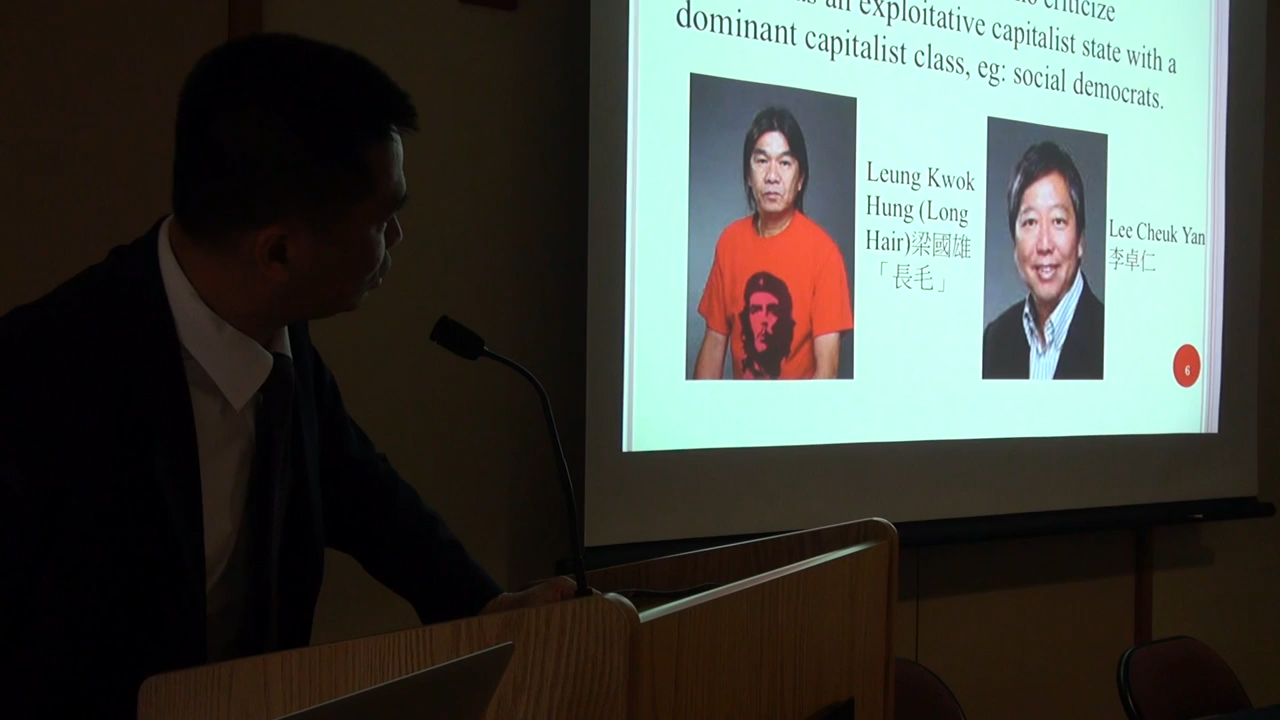 criticize
as an exploitative capitalist state with a
dominant capitalist class, eg: social democrats.
Leung Kwok
Hung (Long
Hair)梁國雄
「長毛」
Lee Cheuk Yan
李卓仁
6